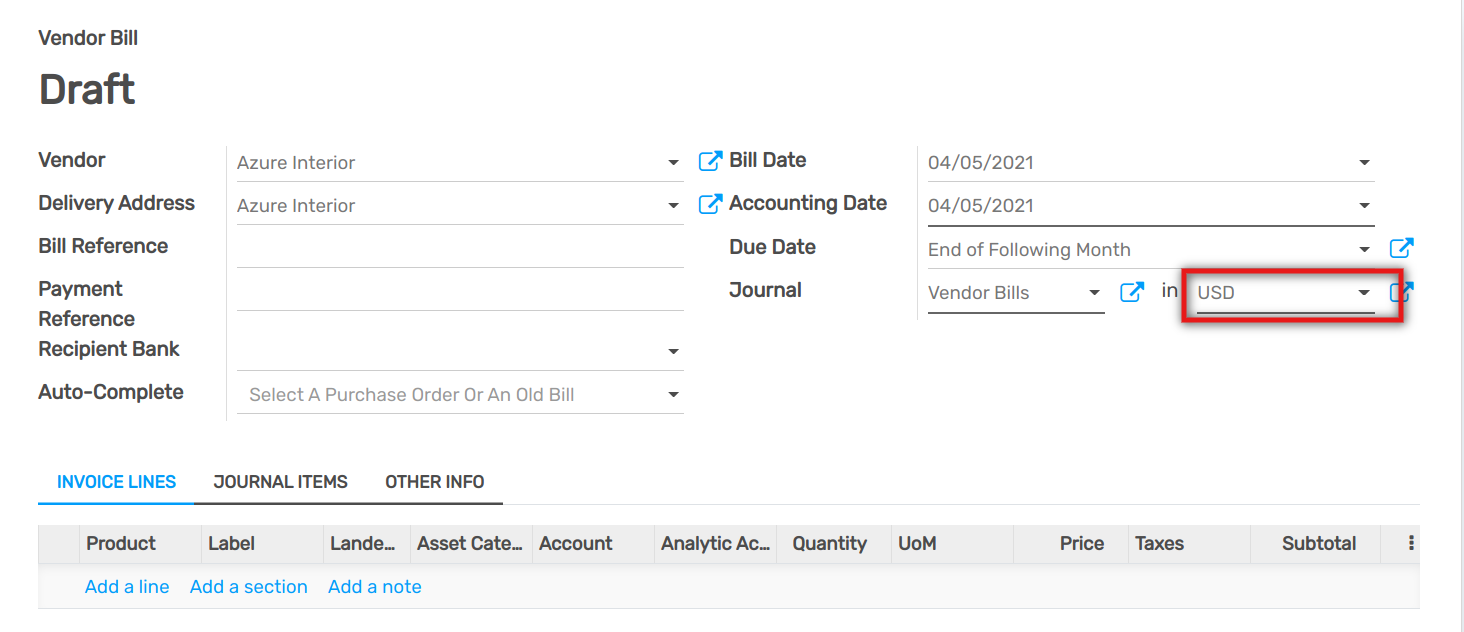 Vendor Bill
Draft
Vendor Azure Interior Bill Date 04/05/2021
Delivery Address Azure Interior Accounting Date 04/05/2021
Bill Reference Due Date End of Following Month
Payment Reference Journal Vendor Bills in USD
Recipient Bank
Auto-Complete Select A Purchase Order Or An Old Bill
INVOICE LINES JOURNAL ITEMS OTHER INFO
Product Label Lande... Asset Cate... Account Analytic Ac... Quantity UoM Price Taxes Subtotal
Add a line Add a section Add a note